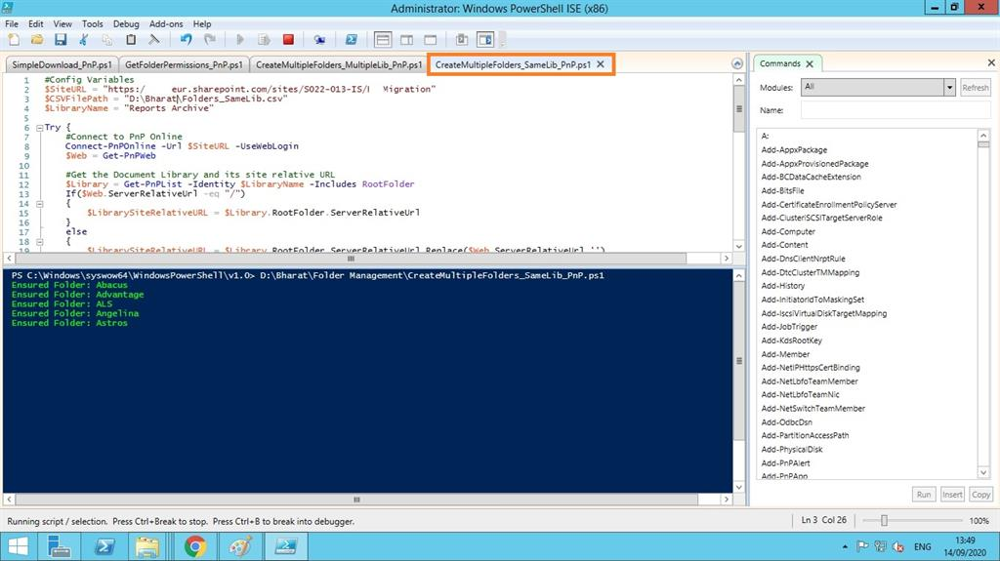 Administrator: Windows PowerShell ISE (x86)
File Edit View Tools Debug Add-ons Help
SimpleDownload_PnP.ps1 GetFolderPermissions_PnP.ps1 CreateMultipleFolders_MultipleLib_PnP.ps1 CreateMultipleFolders_SameLib_PnP.ps1
1 #Config Variables
2 $SiteURL = "https:/ eur.sharepoint.com/sites/SO22-013-IS/ Migration"
3 $CSVFilePath = "D:\Bharat\Folders_SameLib.csv"
4 $LibraryName = "Reports Archive"
5
6 Try {
7 #Connect to PnP Online
8 Connect-PnPOnline -Url $SiteURL -UseWebLogin
9 $Web = Get-PnPWeb
10
11 #Get the Document Library and its site relative URL
12 $Library = Get-PnPList -Identity $LibraryName -Includes RootFolder
13 If($Web.ServerRelativeUrl -eq "/")
14 {
15 $LibrarySiteRelativeURL = $Library.RootFolder.ServerRelativeUrl
16 }
17 else
18 {
19 $LibrarySiteRelativeURL = $Library.RootFolder.ServerRelativeUrl.Replace($Web.ServerRelativeUrl,'')
PS C:\Windows\syswow64\WindowsPowerShell\v1.0> D:\Bharat\Folder Management\CreateMultipleFolders_SameLib_PnP.ps1
Ensured Folder: Abacus
Ensured Folder: Advantage
Ensured Folder: ALS
Ensured Folder: Angelina
Ensured Folder: Astros
Commands
Modules: All Refresh
Name:
A:
Add-AppxPackage
Add-AppxProvisionedPackage
Add-BCDataCacheExtension
Add-BitsFile
Add-CertificateEnrollmentPolicyServer
Add-ClusteriSCSITargetServerRole
Add-Computer
Add-Content
Add-DnsClientNrptRule
Add-DtcClusterTMMapping
Add-History
Add-InitiatorIdToMaskingSet
Add-IscsiVirtualDiskTargetMapping
Add-JobTrigger
Add-KdsRootKey
Add-Member
Add-NetIPHttpsCertBinding
Add-NetLbfoTeamMember
Add-NetLbfoTeamNic
Add-NetSwitchTeamMember
Add-OdbcDsn
Add-PartitionAccessPath
Add-PhysicalDisk
Add-PnPAlert
Add-PnPApp
Run Insert Copy
Running script / selection. Press Ctrl+Break to stop. Press Ctrl+B to break into debugger. Ln 3 Col 26 100%
ENG 13:49
14/09/2020